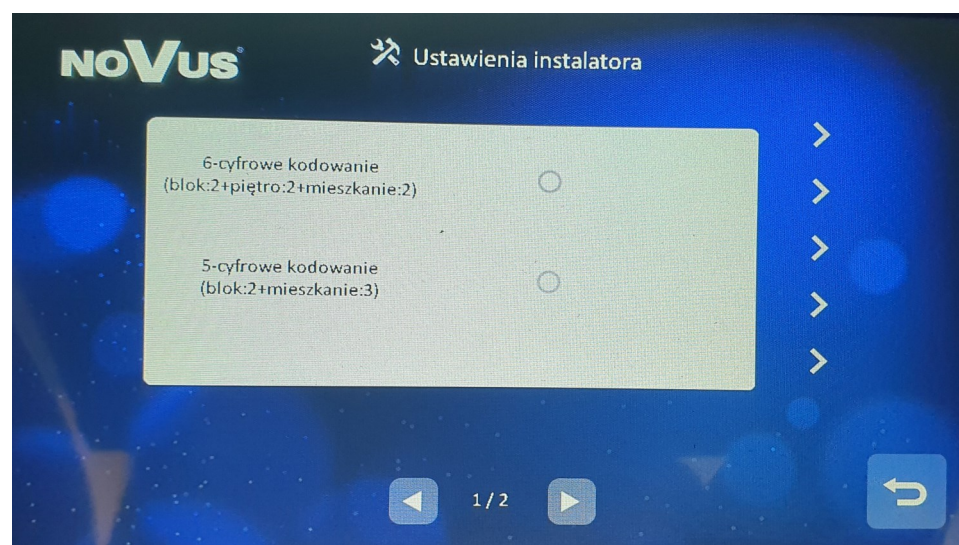 NOVUS
Ustawienia instalatora
6-cyfrowe kodowanie
(blok:2+piętro:2+mieszkanie:2)
5-cyfrowe kodowanie
(blok:2+mieszkanie:3)
1/2